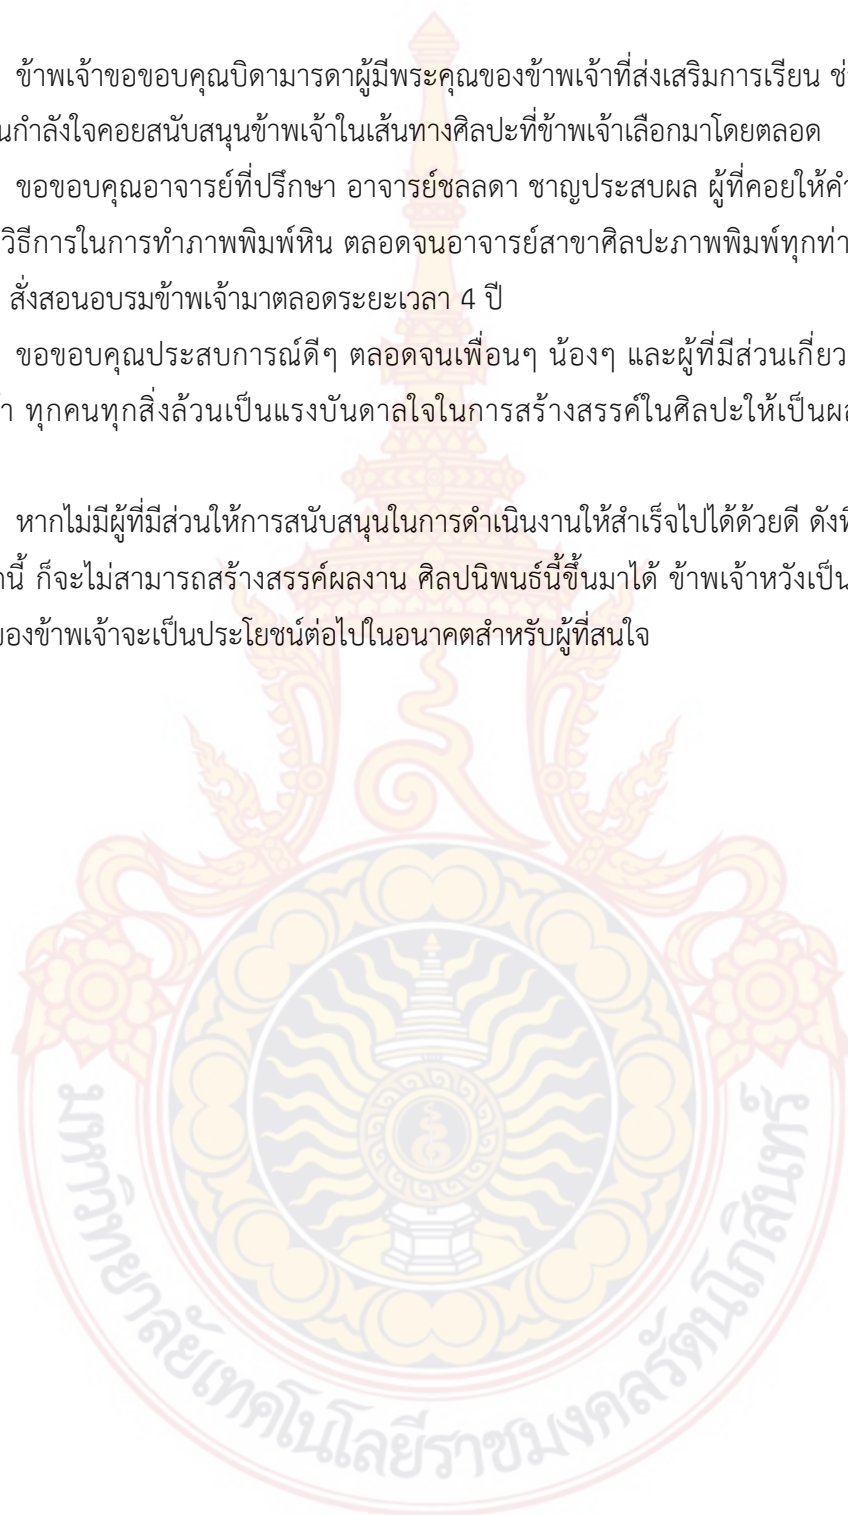 ข้าพเจ้าขอขอบคุณบิดามารดาผู้มีพระคุณของข้าพเจ้าที่ส่งเสริมการเรียน
นกำลังใจคอยสนับสนุนข้าพเจ้าในเส้นทางศิลปะที่ข้าพเจ้าเลือกมาโดยตลอด
ขอขอบคุณอาจารย์ที่ปรึกษา อาจารย์ชลลดา ชาญประสบผล ผู้ที่คอยให้คำ
วิธีการในการทำภาพพิมพ์หิน ตลอดจนอาจารย์สาขาศิลปะภาพพิมพ์ทุกท่า
สั่งสอนอบรมข้าพเจ้ามาตลอดระยะเวลา 4 ปี
ขอขอบคุณประสบการณ์ดีๆ ตลอดจนเพื่อนๆ น้องๆ และผู้ที่มีส่วนเกี่ยว
ทุกคนทุกสิ่งล้วนเป็นแรงบันดาลใจในการสร้างสรรค์ในศิลปะให้เป็นผล
หากไม่มีผู้ที่มีส่วนให้การสนับสนุนในการดำเนินงานให้สำเร็จไปได้ด้วยดี
นี้ ก็จะไม่สามารถสร้างสรรค์ผลงาน ศิลปนิพนธ์นี้ขึ้นมาได้ ข้าพเจ้าหวังเป็น
ของข้าพเจ้าจะเป็นประโยชน์ต่อไปในอนาคตสำหรับผู้ที่สนใจ
มหาวิทยาลัยเทคโนโลยีราชมงคลรัตนโกสินทร์